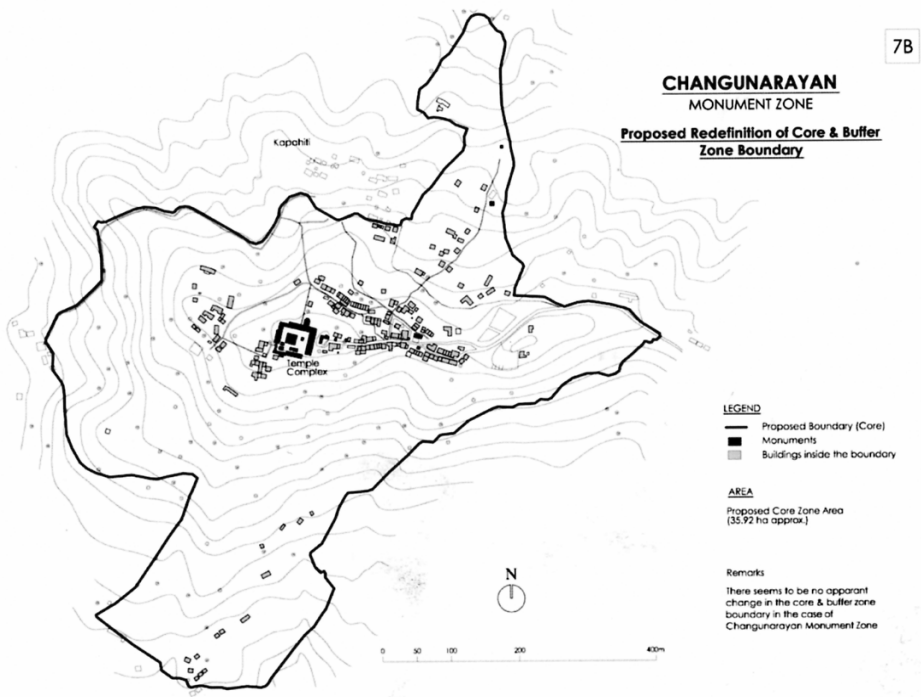 7B
CHANGUNARAYAN
MONUMENT ZONE
Proposed Redefinition of Core & Buffer
Zone Boundary
Kapahiti
Temple
Complex
LEGEND
Proposed Boundary (Core)
Monuments
Buildings inside the boundary
AREA
Proposed Core Zone Area
(35.92 ha approx.)
Remarks
There seems to be no apparant
change in the core & buffer zone
boundary in the case of
Changunarayan Monument Zone
N
0 50 100 200 400m